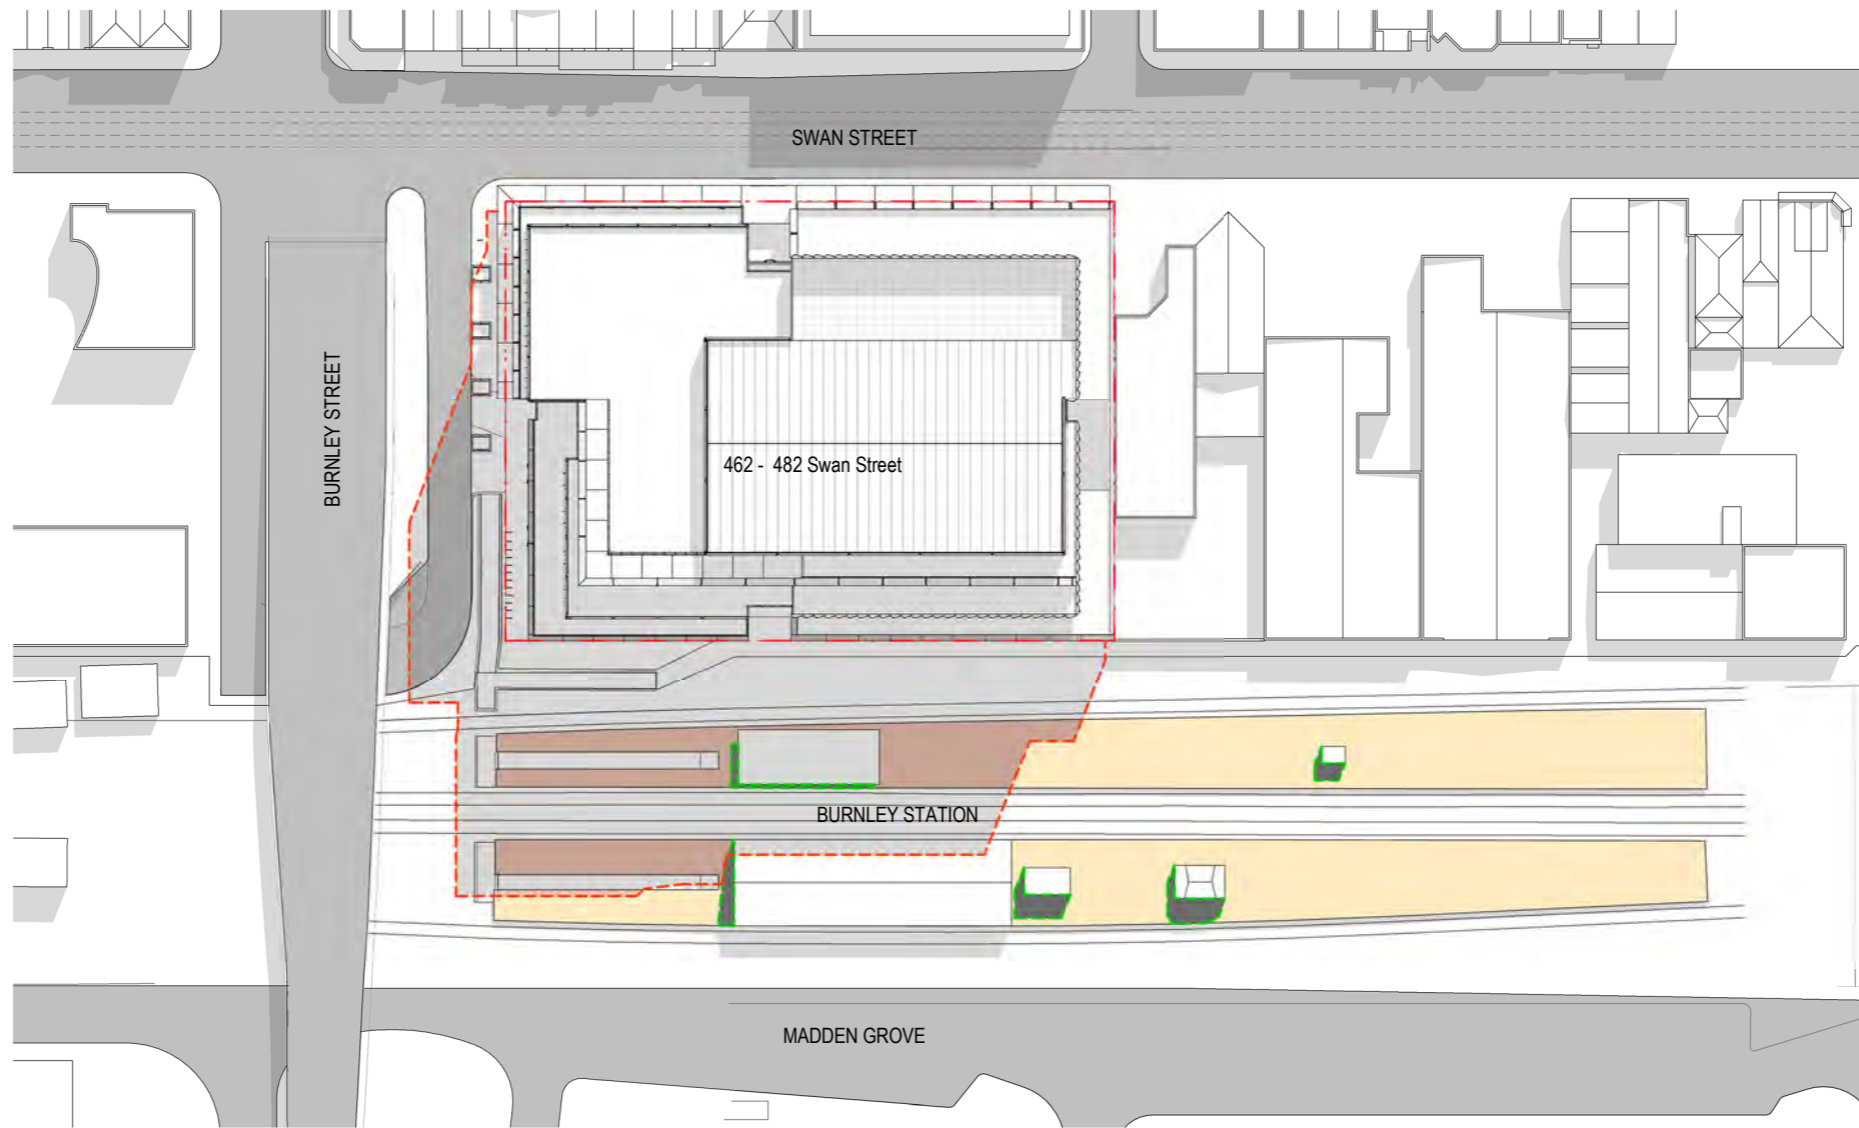 SWAN STREET
BURNLEY STREET
462 - 482 Swan Street
BURNLEY STATION
MADDEN GROVE